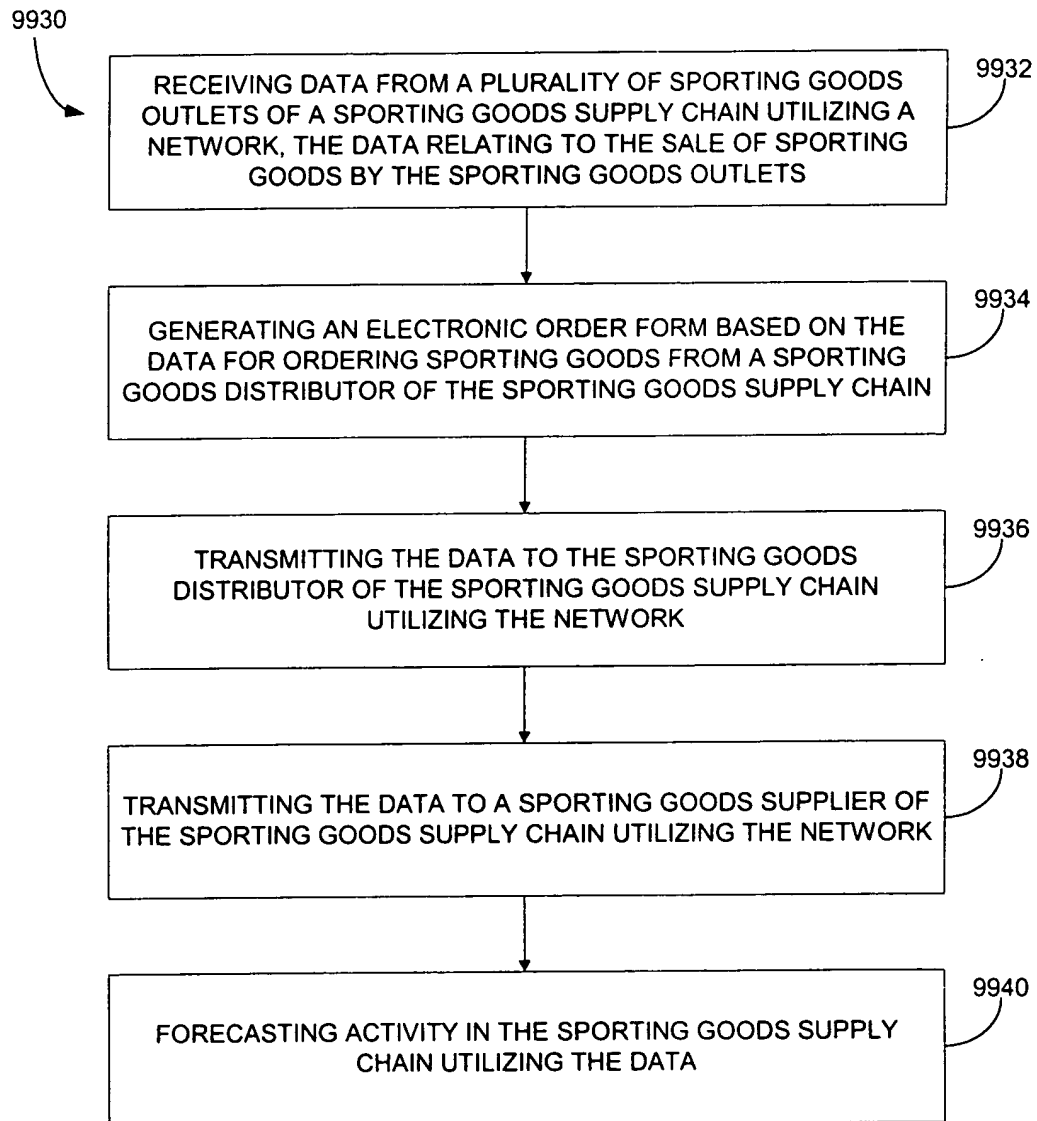 9930
RECEIVING DATA FROM A PLURALITY OF SPORTING GOODS
OUTLETS OF A SPORTING GOODS SUPPLY CHAIN UTILIZING A
NETWORK, THE DATA RELATING TO THE SALE OF SPORTING
GOODS BY THE SPORTING GOODS OUTLETS
9932
GENERATING AN ELECTRONIC ORDER FORM BASED ON THE
DATA FOR ORDERING SPORTING GOODS FROM A SPORTING
GOODS DISTRIBUTOR OF THE SPORTING GOODS SUPPLY CHAIN
9934
TRANSMITTING THE DATA TO THE SPORTING GOODS
DISTRIBUTOR OF THE SPORTING GOODS SUPPLY CHAIN
UTILIZING THE NETWORK
9936
TRANSMITTING THE DATA TO A SPORTING GOODS SUPPLIER OF
THE SPORTING GOODS SUPPLY CHAIN UTILIZING THE NETWORK
9938
FORECASTING ACTIVITY IN THE SPORTING GOODS SUPPLY
CHAIN UTILIZING THE DATA
9940